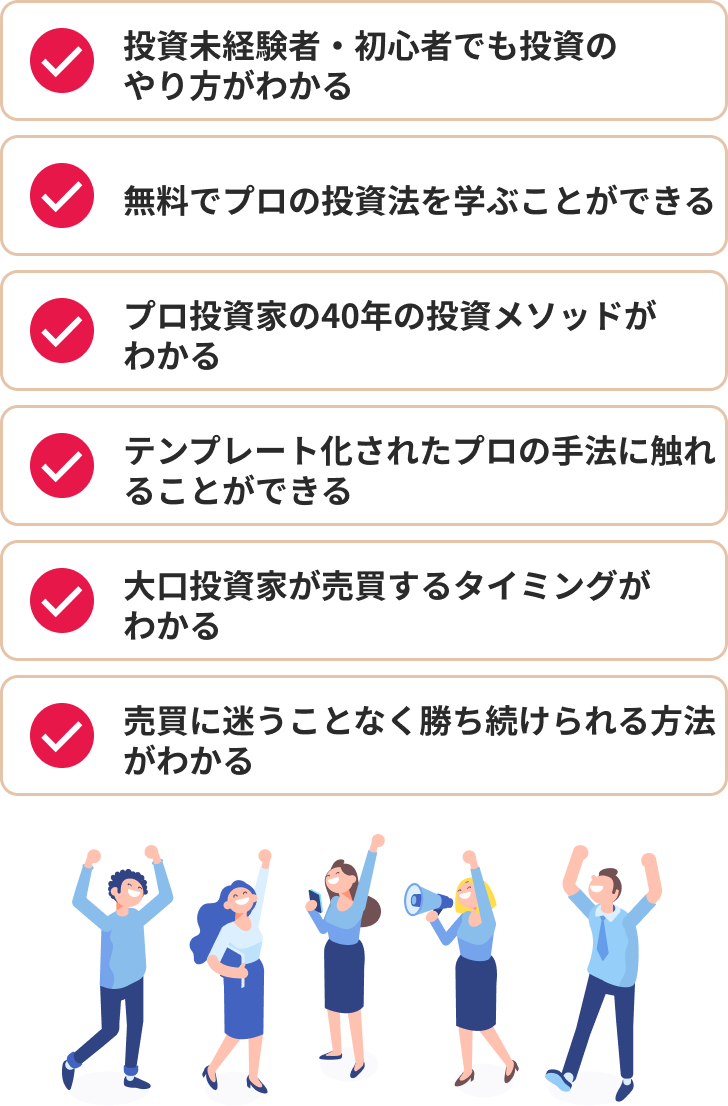 投資未経験者・初心者でも投資の
やり方がわかる
無料でプロの投資法を学ぶことができる
プロ投資家の40年の投資メソッドが
わかる
テンプレート化されたプロの手法に触れ
ることができる
大口投資家が売買するタイミングが
わかる
売買に迷うことなく勝ち続けられる方法
がわかる